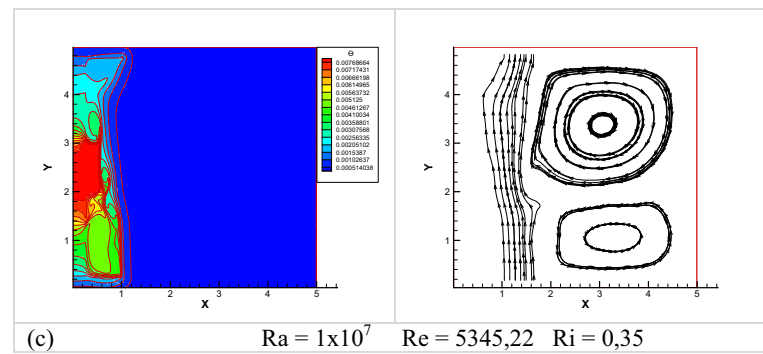 Θ
0.00768664
0.00717431
0.00666198
0.00614965
0.00563732
0.005125
0.00461267
0.00410034
0.00358801
0.00307568
0.00256335
0.00205102
0.0015387
0.00102637
0.000514038
4
3
2
1
Y
1 2 3 4 5
X
4
3
2
1
Y
1 2 3 4 5
X
(c) Ra = 1x10⁷ Re = 5345,22 Ri = 0,35